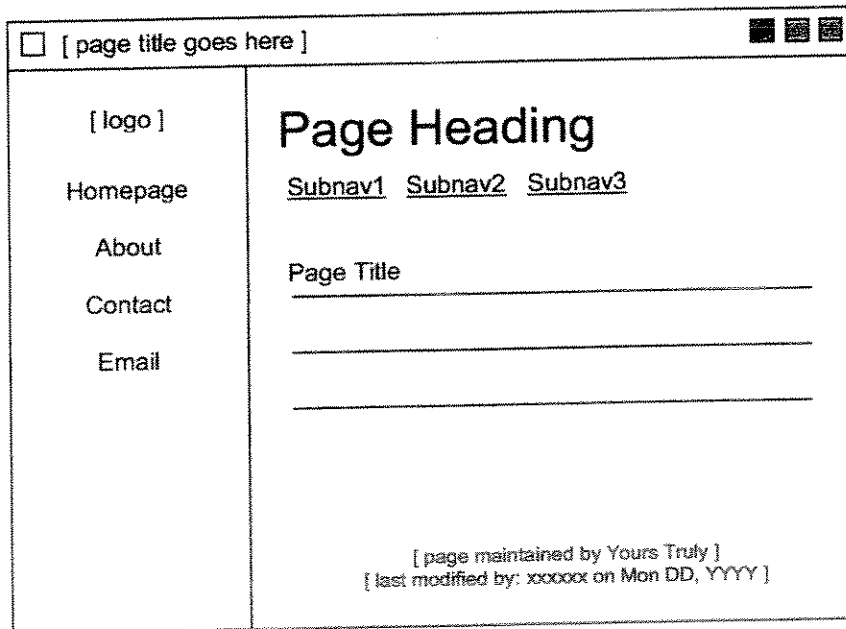 [ page title goes here ]
[ logo ]
Homepage
About
Contact
Email
Page Heading
Subnav1 Subnav2 Subnav3
Page Title
[ page maintained by Yours Truly ]
[ last modified by: xxxxxx on Mon DD, YYYY ]